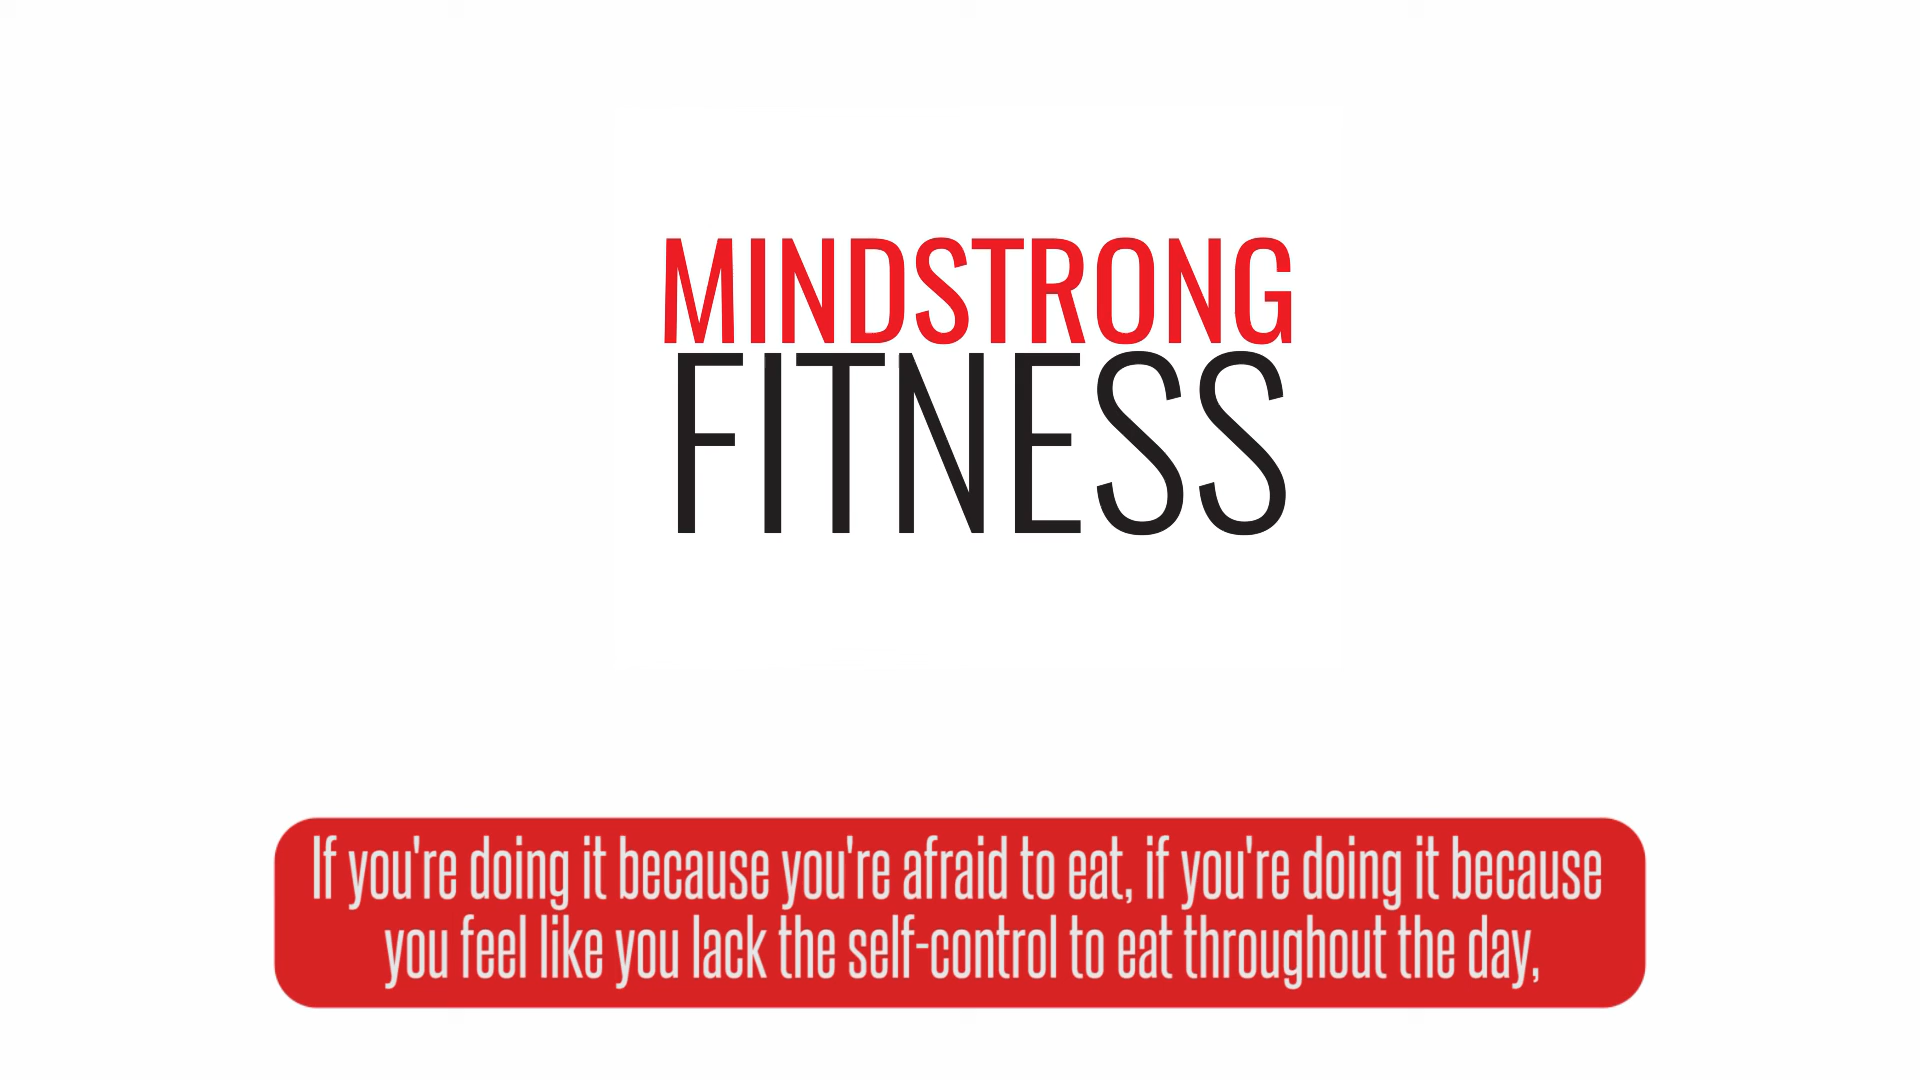 MINDSTRONG
FITNESS
If you're doing it because you're afraid to eat, if you're doing it because
you feel like you lack the self-control to eat throughout the day,